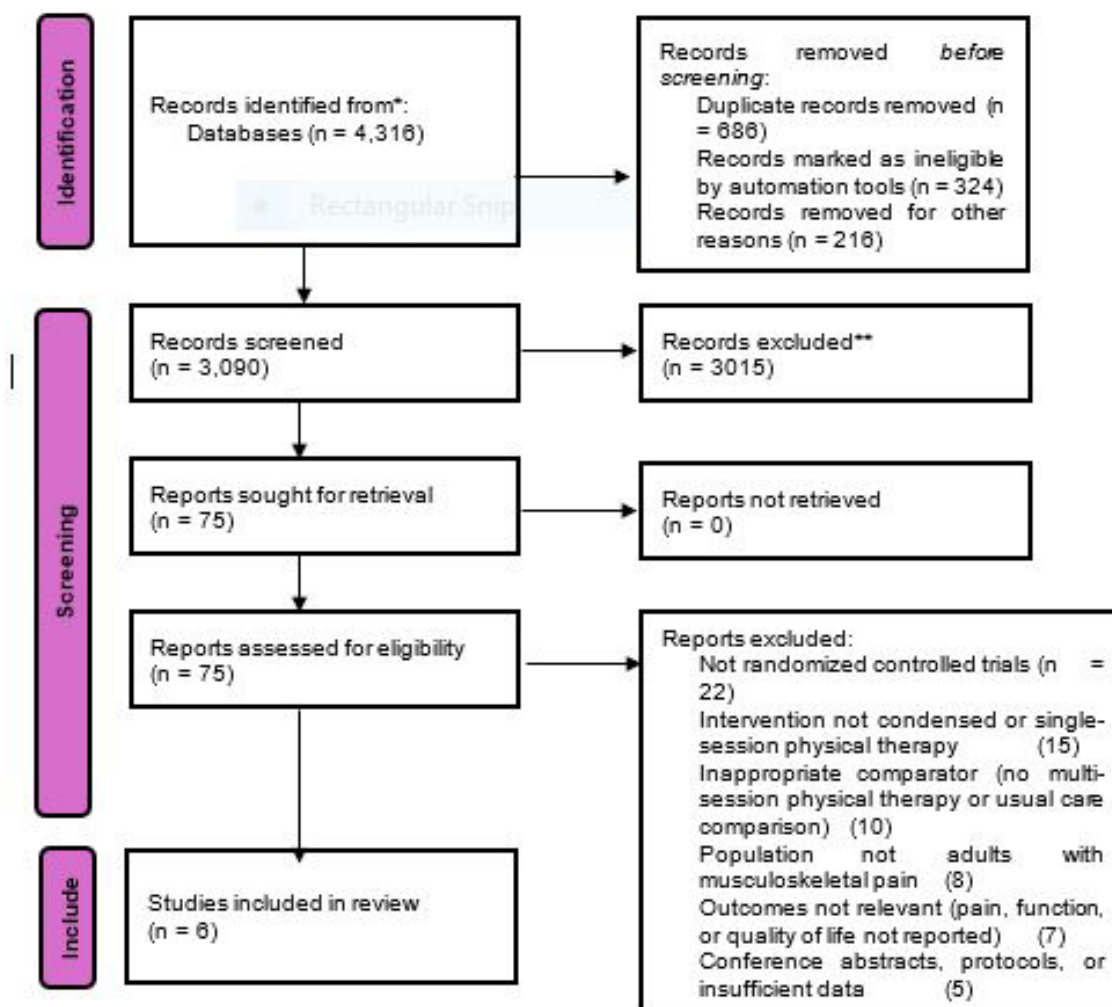 Identification
Records identified from*:
Databases (n = 4,316)
Records removed before
screening:
Duplicate records removed (n
= 686)
Records marked as ineligible
by automation tools (n = 324)
Records removed for other
reasons (n = 216)
Rectangular Snip
Screening
Records screened
(n = 3,090)
Records excluded**
(n = 3015)
Reports sought for retrieval
(n = 75)
Reports not retrieved
(n = 0)
Reports assessed for eligibility
(n = 75)
Reports excluded:
Not randomized controlled trials (n =
22)
Intervention not condensed or single-
session physical therapy (15)
Inappropriate comparator (no multi-
session physical therapy or usual care
comparison) (10)
Population not adults with
musculoskeletal pain (8)
Outcomes not relevant (pain, function,
or quality of life not reported) (7)
Conference abstracts, protocols, or
insufficient data (5)
Include
Studies included in review
(n = 6)